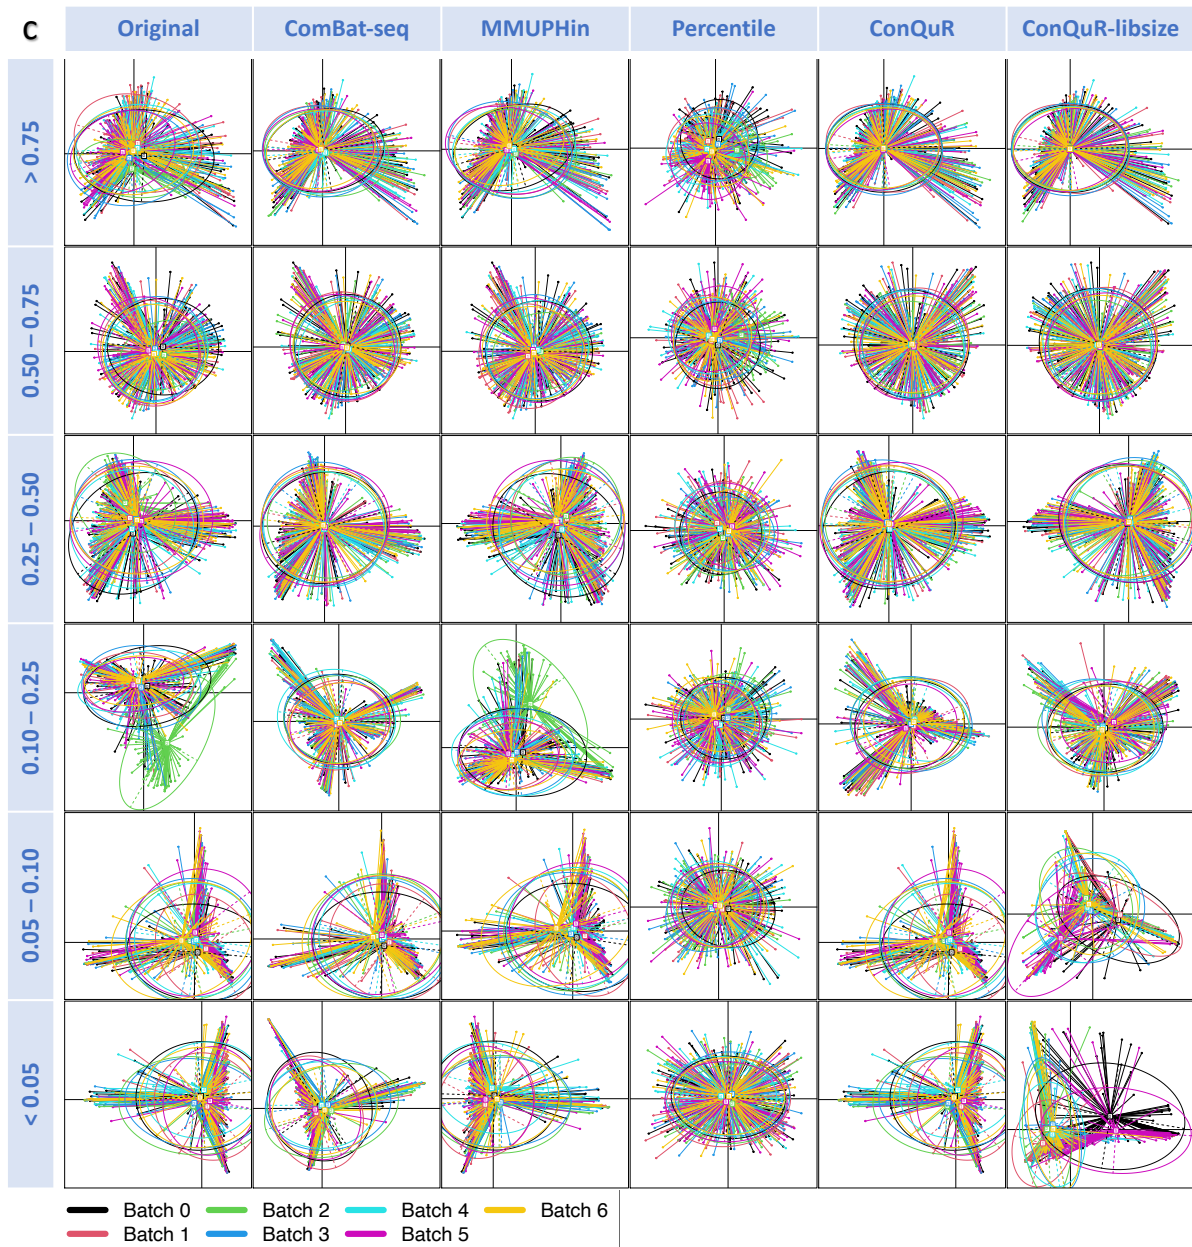 C Original ComBat-seq MMUPHin Percentile ConQuR ConQuR-libsize
> 0.75
0.50 – 0.75
0.25 – 0.50
0.10 – 0.25
0.05 – 0.10
< 0.05
Batch 0 Batch 2 Batch 4 Batch 6
Batch 1 Batch 3 Batch 5